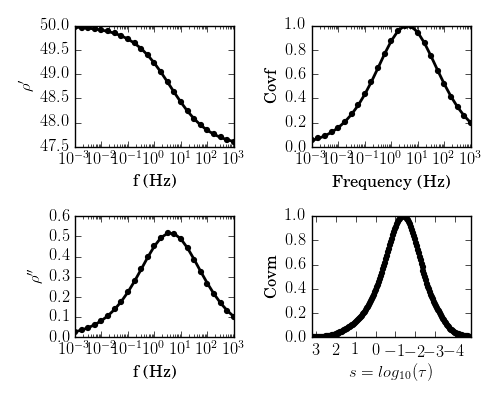 50.0
49.5
49.0
48.5
48.0
47.5
ρ′
10⁻³ 10⁻² 10⁻¹ 10⁰ 10¹ 10² 10³
f (Hz)
1.0
0.8
0.6
0.4
0.2
0.0
Covf
10⁻³ 10⁻² 10⁻¹ 10⁰ 10¹ 10² 10³
Frequency (Hz)
0.6
0.5
0.4
0.3
0.2
0.1
0.0
ρ″
10⁻³ 10⁻² 10⁻¹ 10⁰ 10¹ 10² 10³
f (Hz)
1.0
0.8
0.6
0.4
0.2
0.0
Covm
3 2 1 0 −1 −2 −3 −4
s = log₁₀(τ)